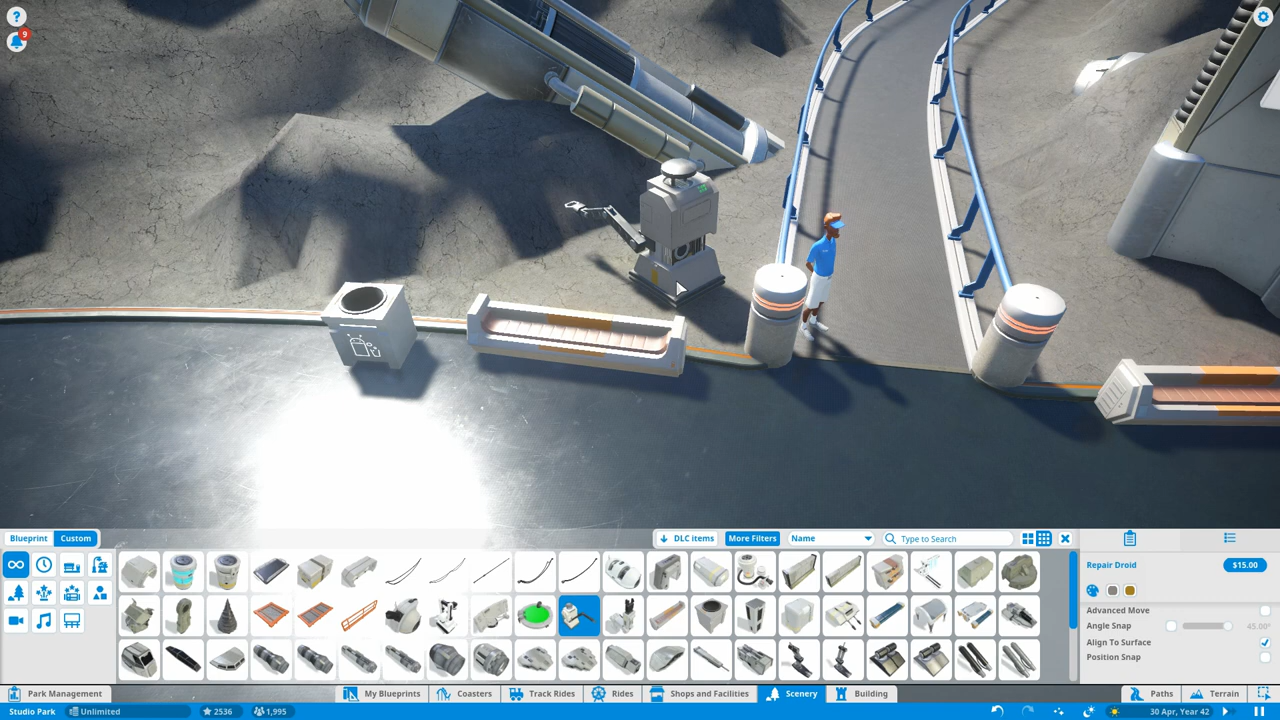 ?
9
Blueprint
Custom
DLC items
More Filters
Name
Type to Search
Repair Droid
$15.00
Advanced Move
Angle Snap
45.00°
Align To Surface
Position Snap
Park Management
My Blueprints
Coasters
Track Rides
Rides
Shops and Facilities
Scenery
Building
Paths
Terrain
Studio Park
Unlimited
2536
1,995
30 Apr, Year 42